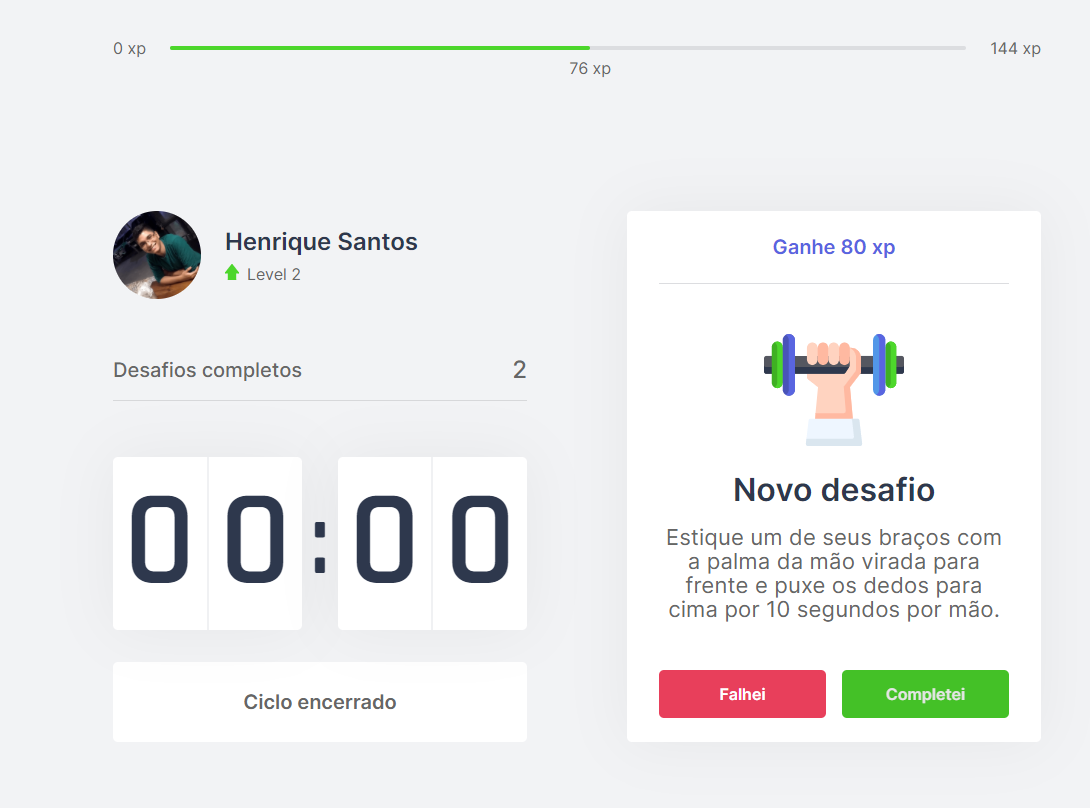 0 xp
144 xp
76 xp
Henrique Santos
Level 2
Desafios completos
2
00:00
Ciclo encerrado
Ganhe 80 xp
Novo desafio
Estique um de seus braços com
a palma da mão virada para
frente e puxe os dedos para
cima por 10 segundos por mão.
Falhei
Completei